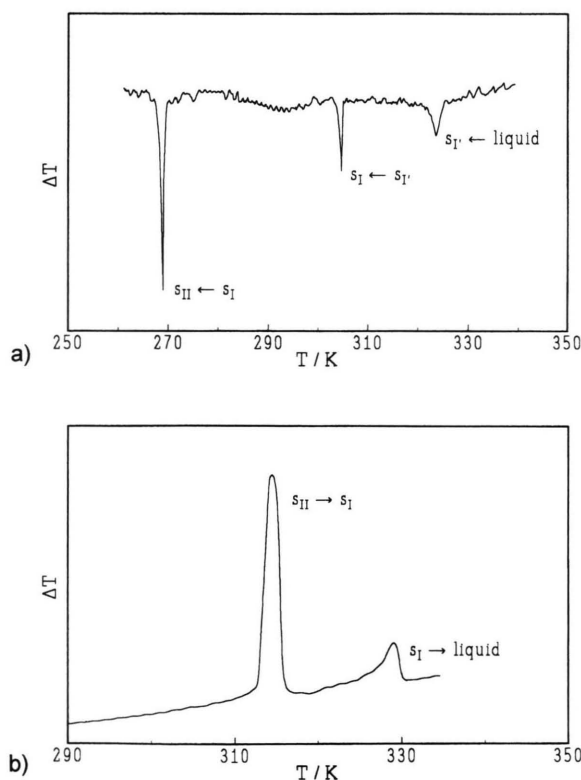 ΔT
s_I' ← liquid
s_I ← s_I'
s_II ← s_I
250 270 290 310 330 350
T / K
a)
ΔT
s_II → s_I
s_I → liquid
290 310 330 350
T / K
b)